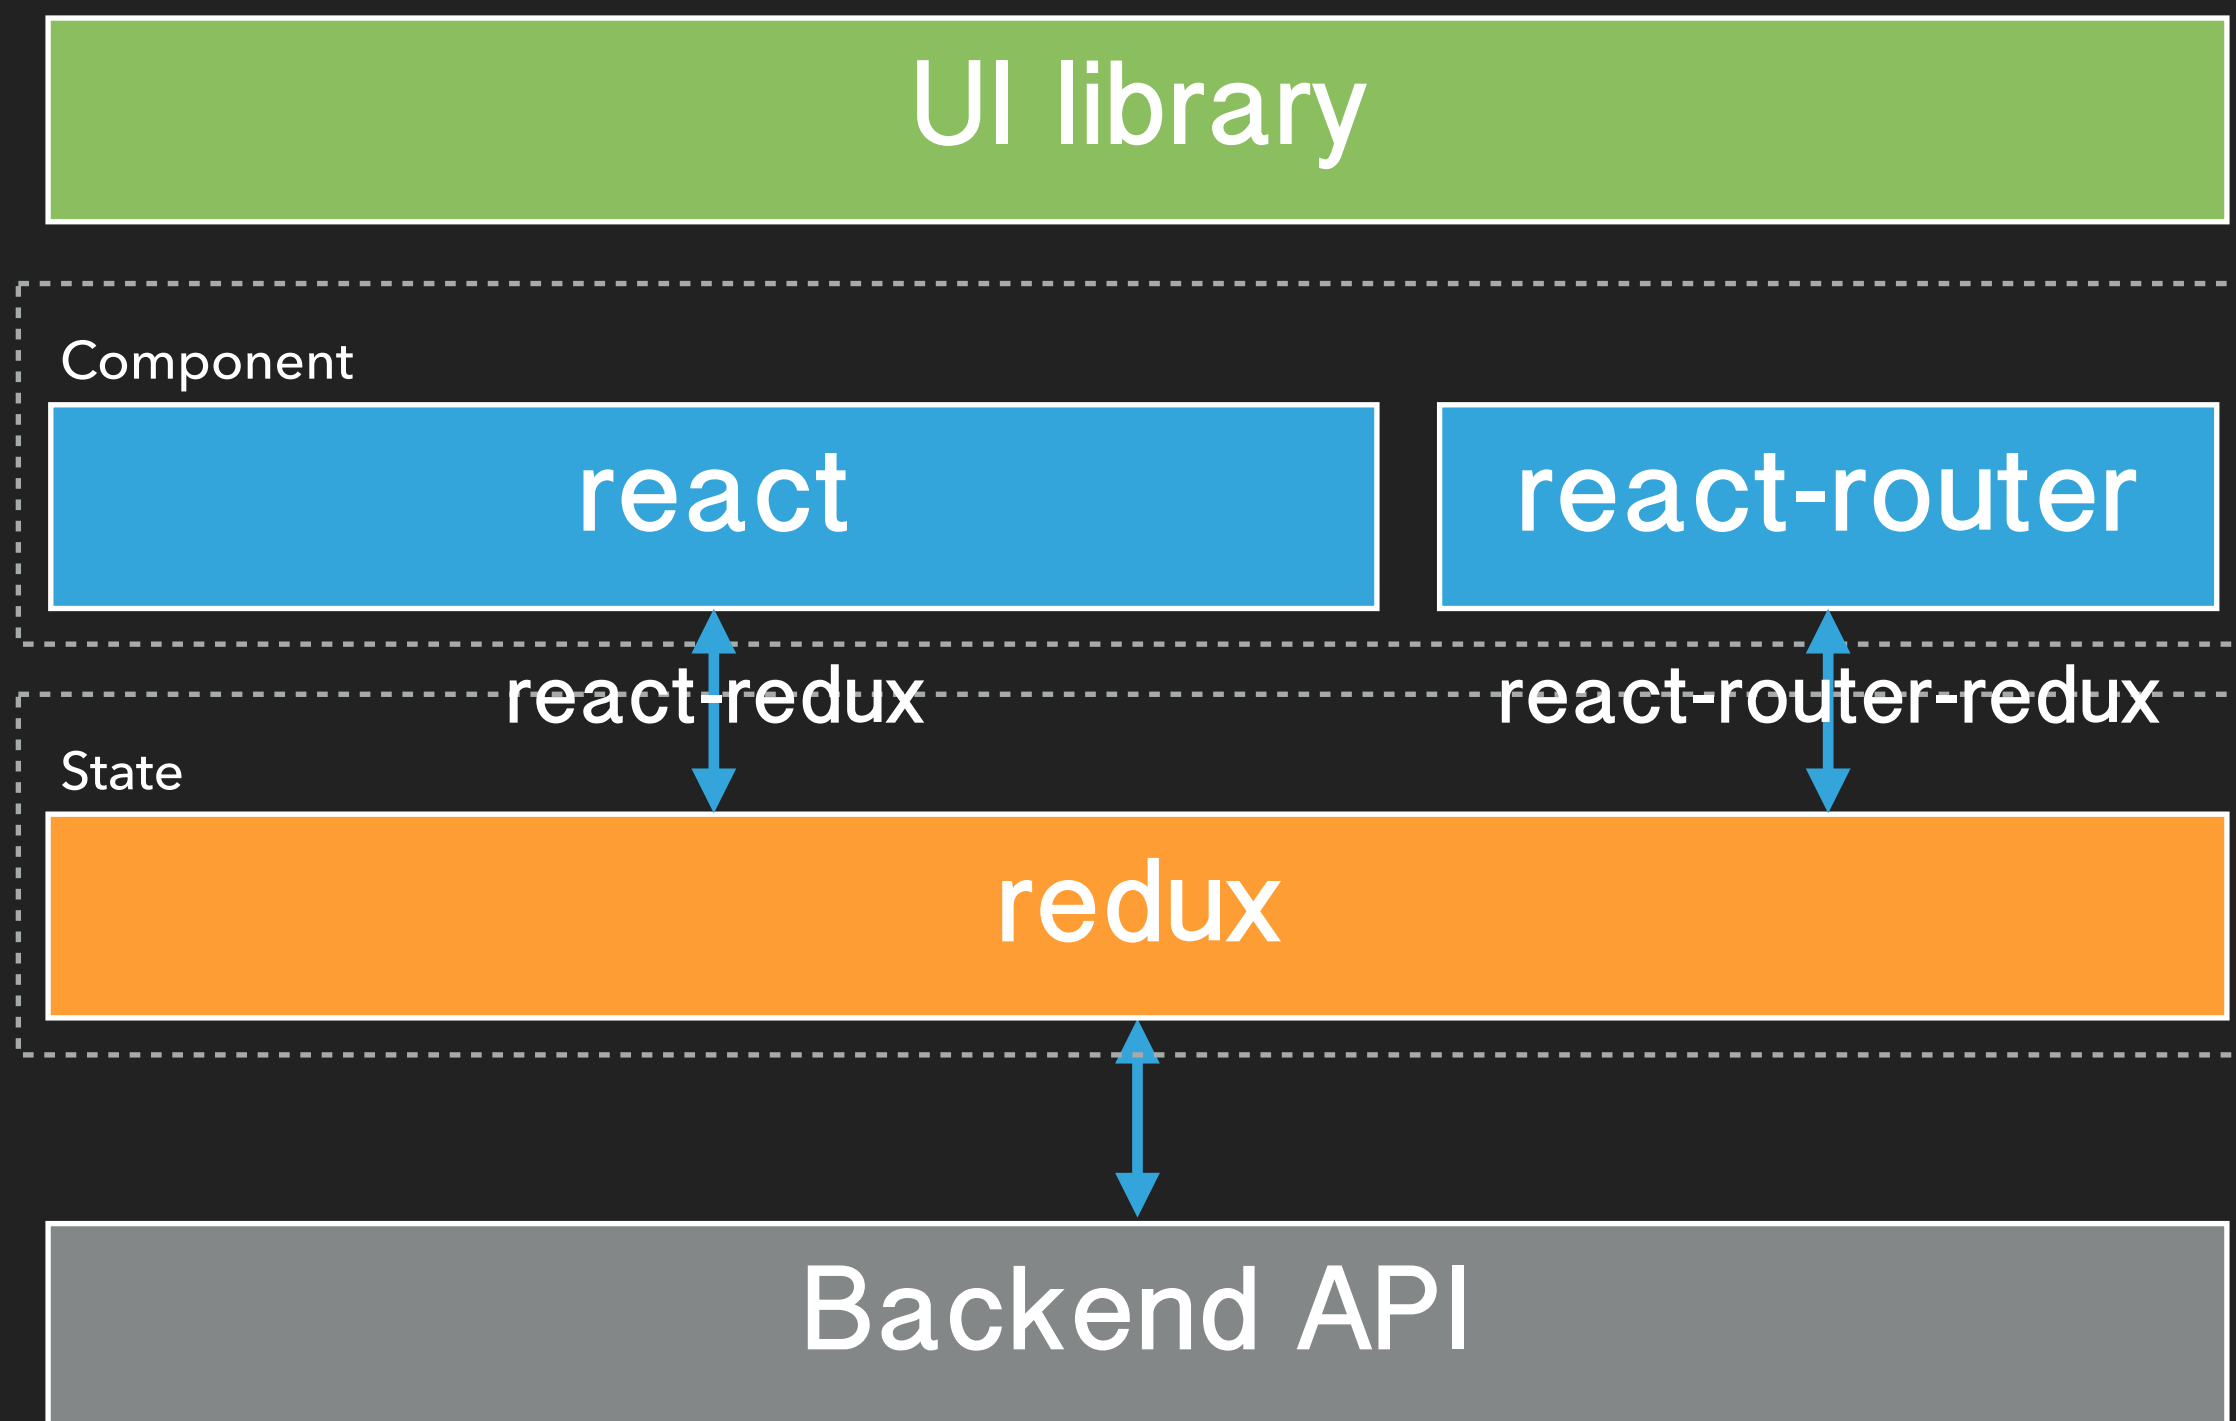 UI library
Component
react
react-router
react-redux
react-router-redux
State
redux
Backend API